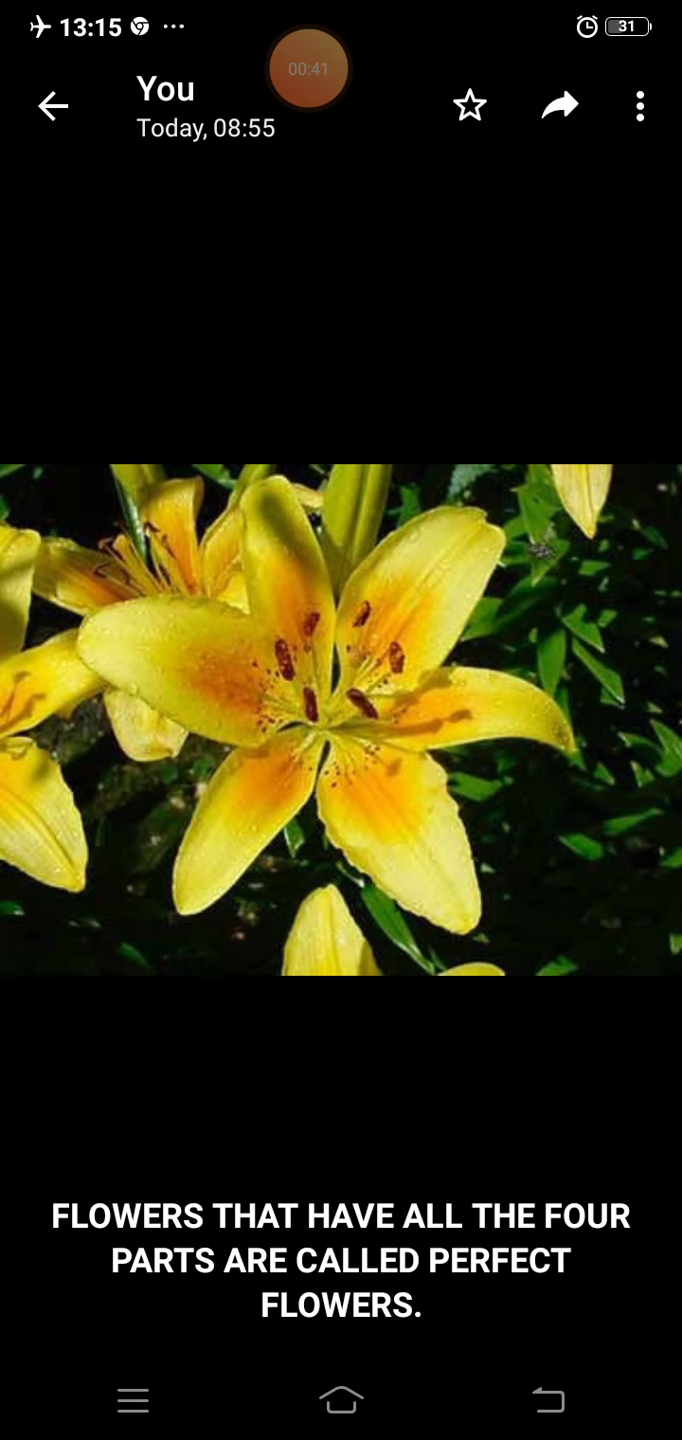 13:15
31
00:41
You
Today, 08:55
FLOWERS THAT HAVE ALL THE FOUR
PARTS ARE CALLED PERFECT
FLOWERS.